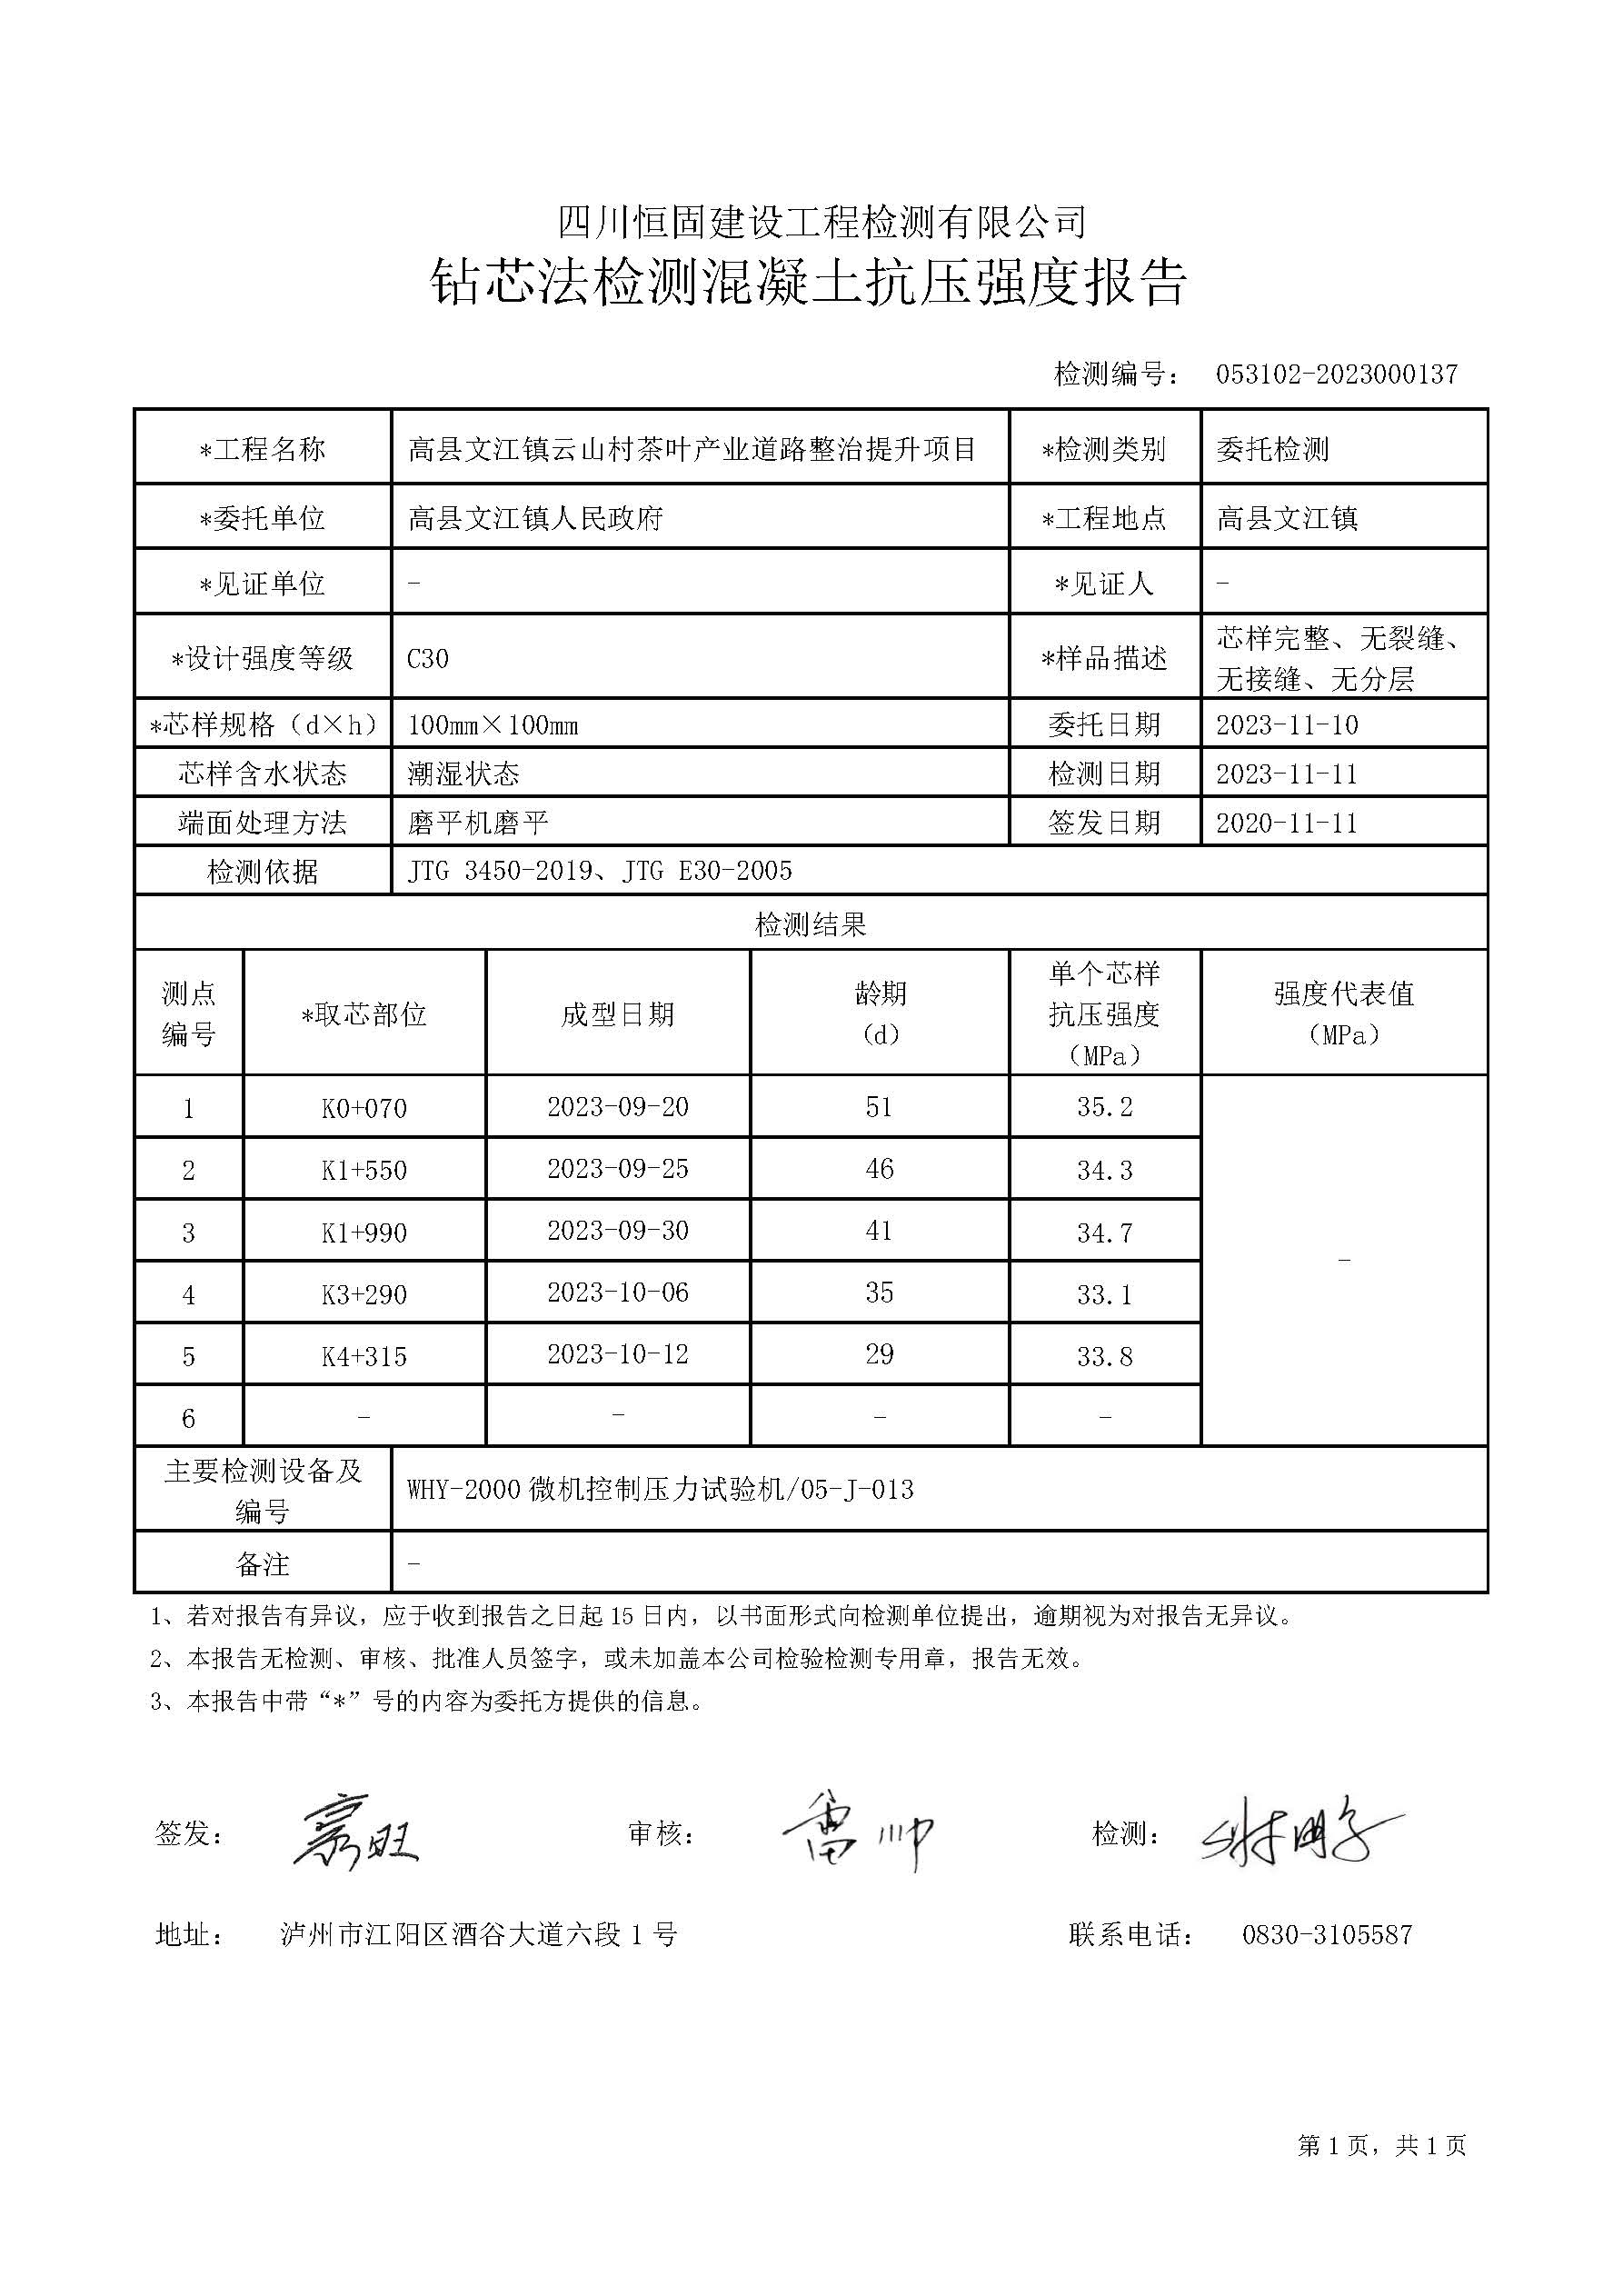 四川恒固建设工程检测有限公司
钻芯法检测混凝土抗压强度报告
检测编号： 053102-2023000137
*工程名称 高县文江镇云山村茶叶产业道路整治提升项目 *检测类别 委托检测
*委托单位 高县文江镇人民政府 *工程地点 高县文江镇
*见证单位 - *见证人 -
*设计强度等级 C30 *样品描述 芯样完整、无裂缝、
无接缝、无分层
*芯样规格（d×h） 100mm×100mm 委托日期 2023-11-10
芯样含水状态 潮湿状态 检测日期 2023-11-11
端面处理方法 磨平机磨平 签发日期 2020-11-11
检测依据 JTG 3450-2019、JTG E30-2005
检测结果
测点
编号
*取芯部位
成型日期
龄期
（d）
单个芯样
抗压强度
（MPa）
强度代表值
（MPa）
1 K0+070 2023-09-20 51 35.2
2 K1+550 2023-09-25 46 34.3
3 K1+990 2023-09-30 41 34.7
-
4 K3+290 2023-10-06 35 33.1
5 K4+315 2023-10-12 29 33.8
6 - - - -
主要检测设备及
编号
WHY-2000 微机控制压力试验机/05-J-013
备注 -
1、若对报告有异议，应于收到报告之日起 15 日内，以书面形式向检测单位提出，逾期视为对报告无异议。
2、本报告无检测、审核、批准人员签字，或未加盖本公司检验检测专用章，报告无效。
3、本报告中带“*”号的内容为委托方提供的信息。
签发： 审核： 雷帅 检测：
地址： 泸州市江阳区酒谷大道六段 1 号 联系电话： 0830-3105587
第 1 页，共 1 页